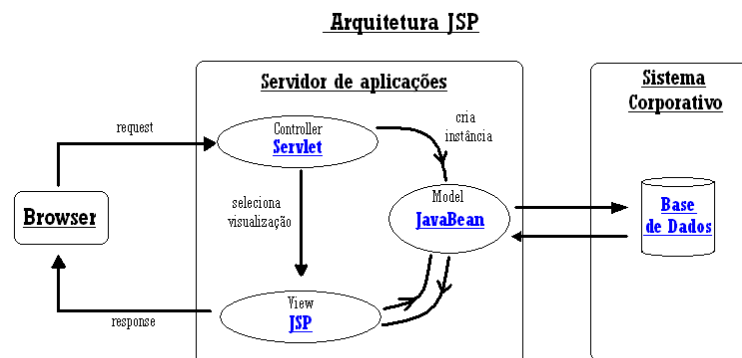 Arquitetura JSP
Servidor de aplicações
Sistema
Corporativo
request
Controller
Servlet
cria
instância
seleciona
visualização
Browser
Model
JavaBean
Base
de Dados
View
JSP
response